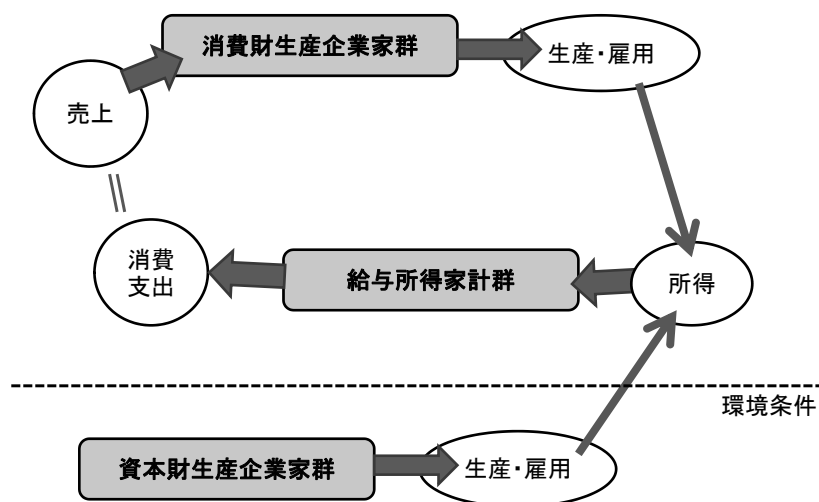 消費財生産企業家群
生産・雇用
売上
消費
支出
給与所得家計群
所得
環境条件
資本財生産企業家群
生産・雇用